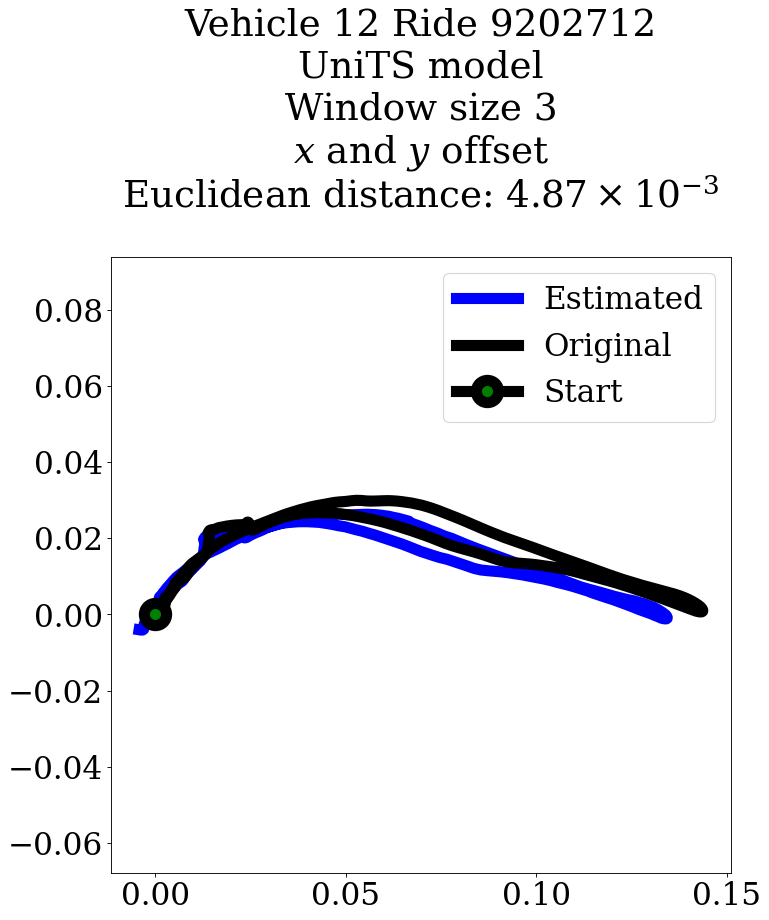 Vehicle 12 Ride 9202712
UniTS model
Window size 3
x and y offset
Euclidean distance: 4.87 × 10⁻³
Estimated
Original
Start
0.08
0.06
0.04
0.02
0.00
−0.02
−0.04
−0.06
0.00 0.05 0.10 0.15